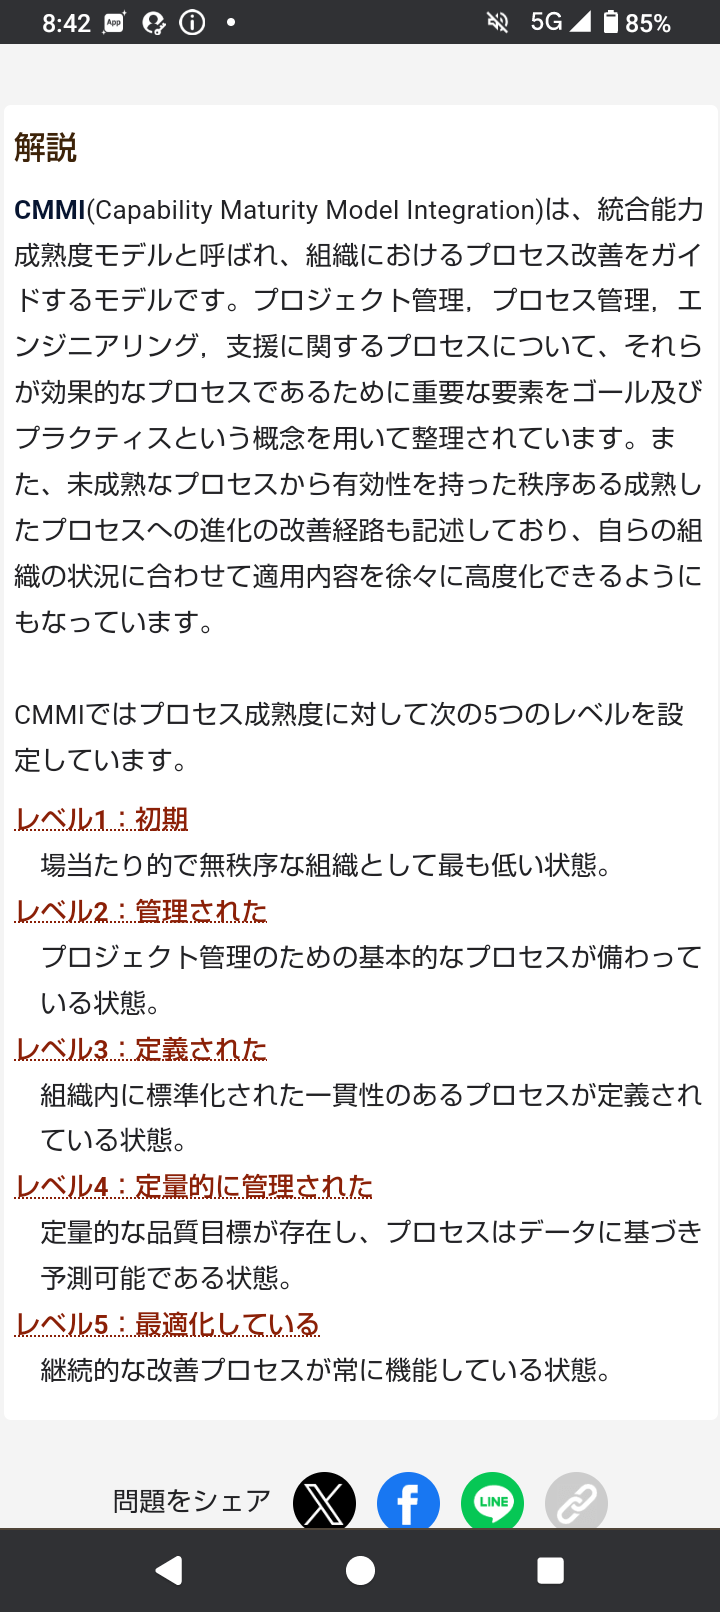 8:42
App
5G
85%
解説
CMMI(Capability Maturity Model Integration)は、統合能力
成熟度モデルと呼ばれ、組織におけるプロセス改善をガイ
ドするモデルです。プロジェクト管理，プロセス管理，エ
ンジニアリング，支援に関するプロセスについて、それら
が効果的なプロセスであるために重要な要素をゴール及び
プラクティスという概念を用いて整理されています。ま
た、未成熟なプロセスから有効性を持った秩序ある成熟し
たプロセスへの進化の改善経路も記述しており、自らの組
織の状況に合わせて適用内容を徐々に高度化できるように
もなっています。
CMMIではプロセス成熟度に対して次の5つのレベルを設
定しています。
レベル1：初期
場当たり的で無秩序な組織として最も低い状態。
レベル2：管理された
プロジェクト管理のための基本的なプロセスが備わって
いる状態。
レベル3：定義された
組織内に標準化された一貫性のあるプロセスが定義され
ている状態。
レベル4：定量的に管理された
定量的な品質目標が存在し、プロセスはデータに基づき
予測可能である状態。
レベル5：最適化している
継続的な改善プロセスが常に機能している状態。
問題をシェア
LINE